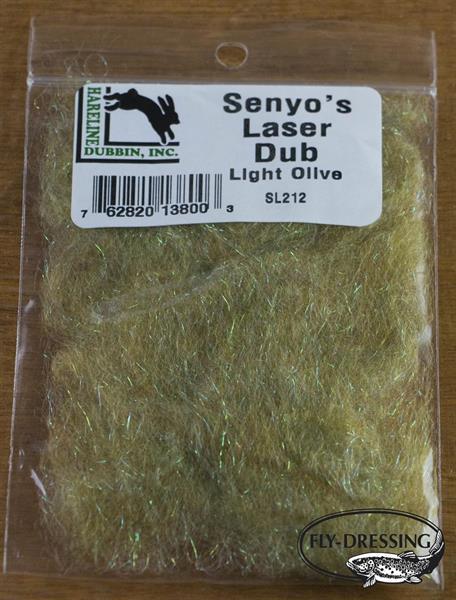 HARELINE
DUBBIN, INC.
Senyo's
Laser
Dub
Light Olive
SL212
7 62820 13800 3
FLY-DRESSING